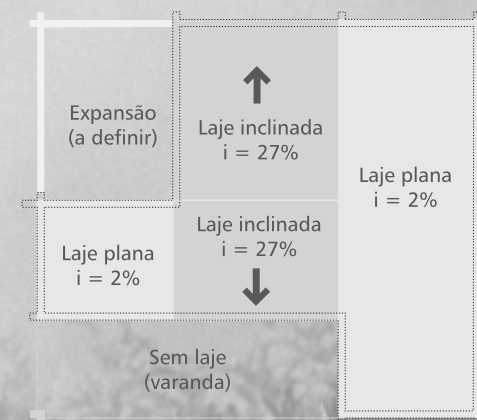 Expansão
(a definir)
Laje inclinada
i = 27%
Laje plana
i = 2%
Laje inclinada
i = 27%
Laje plana
i = 2%
Sem laje
(varanda)